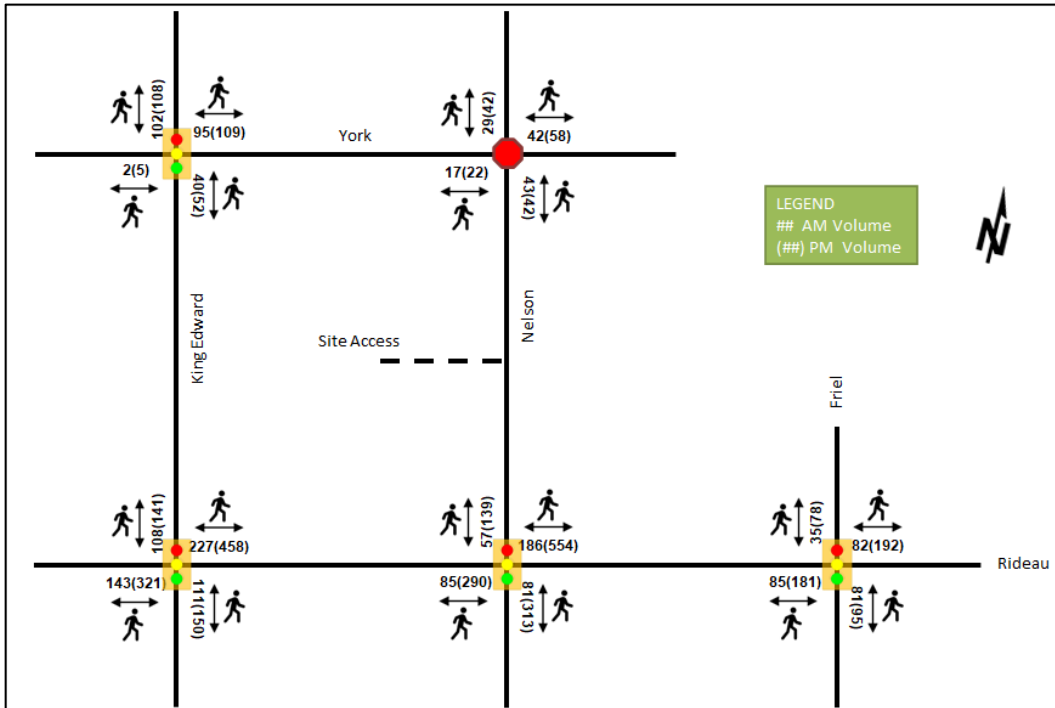 102(108)
95(109)
29(42)
42(58)
York
2(5)
40(52)
17(22)
43(42)
LEGEND
## AM Volume
(##) PM Volume
N
King Edward
Nelson
Site Access
Friel
108(141)
227(458)
57(139)
186(554)
35(78)
82(192)
Rideau
143(321)
111(150)
85(290)
81(313)
85(181)
81(95)